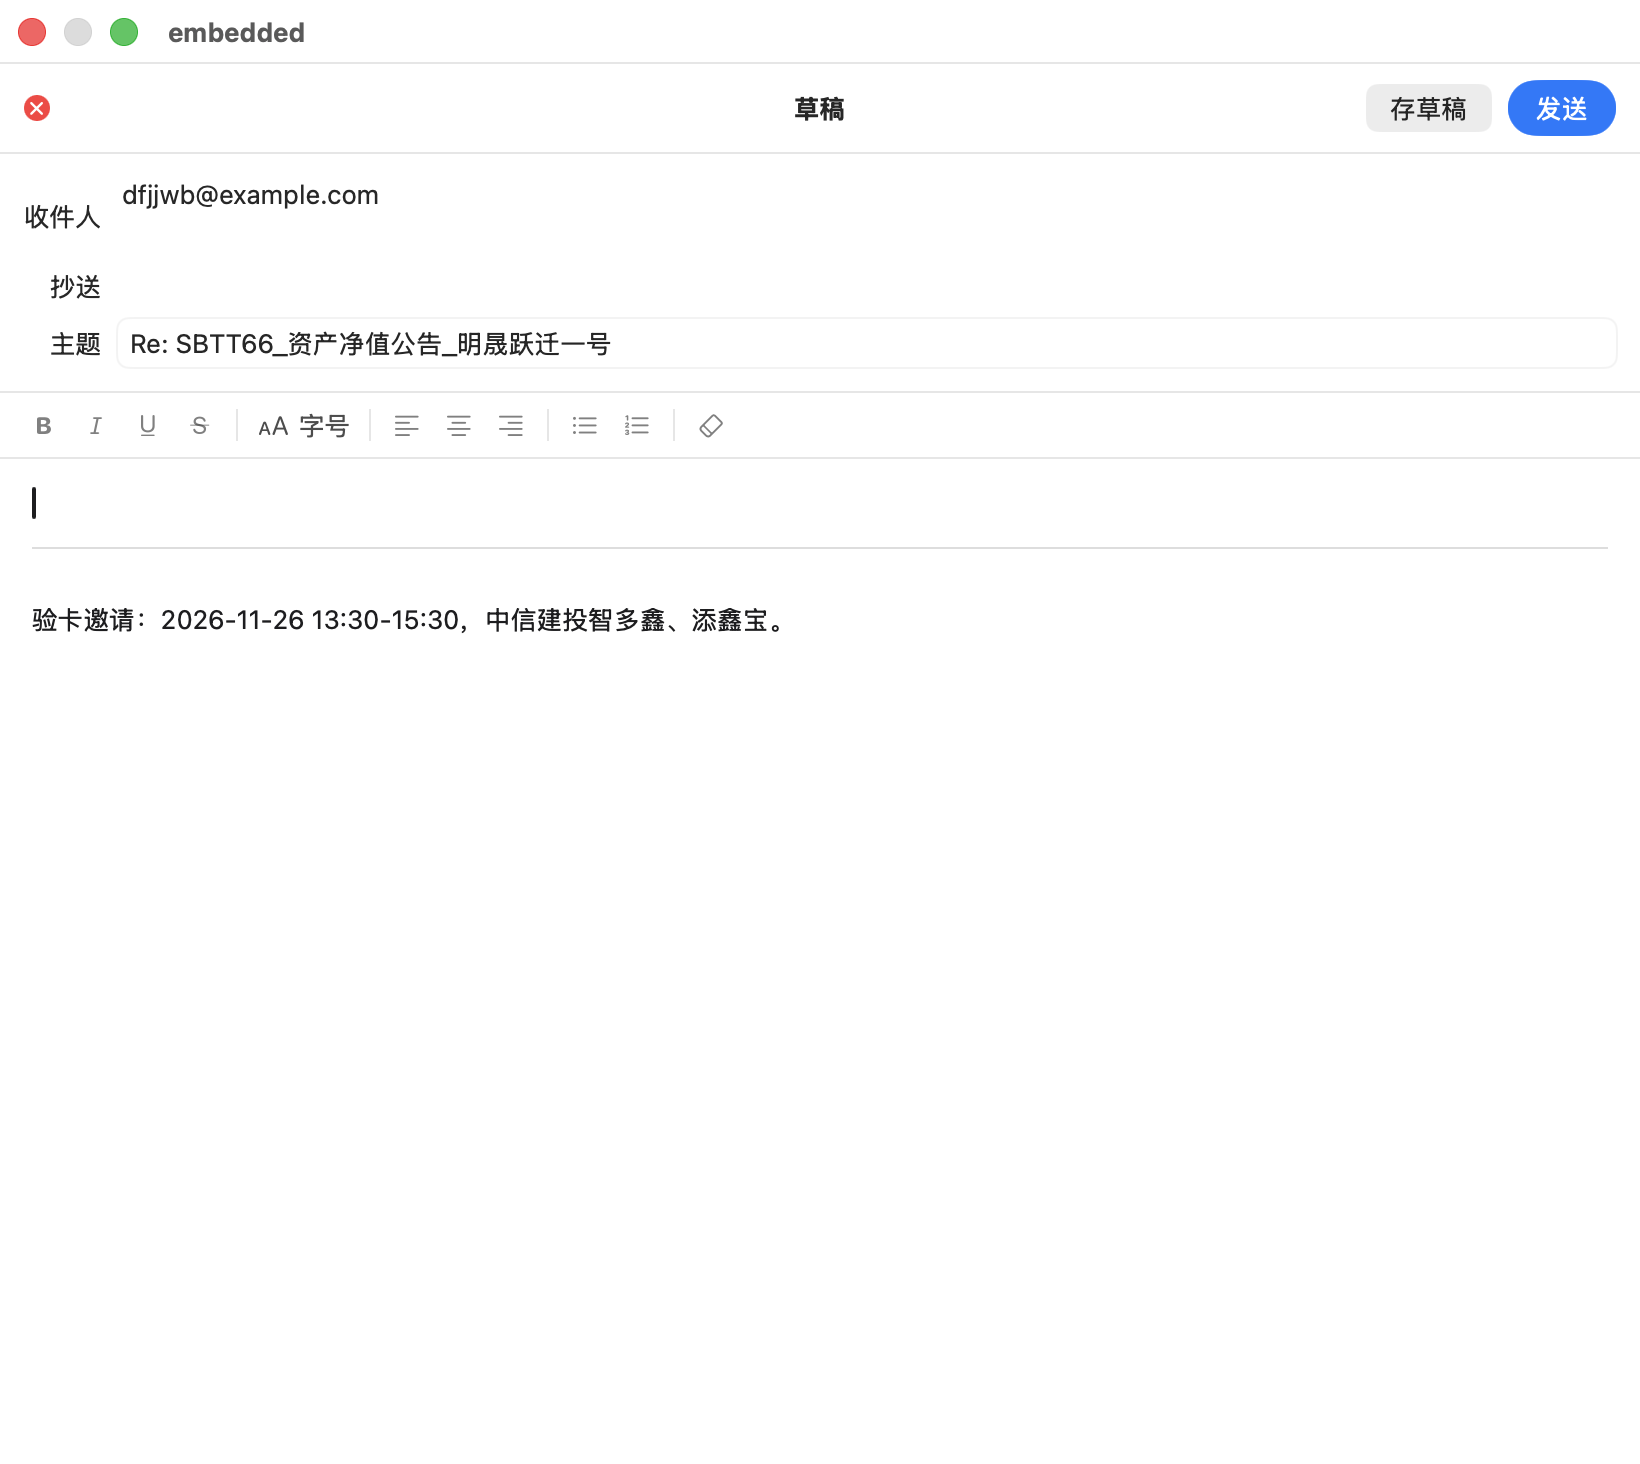 embedded
草稿
存草稿
发送
收件人 dfjjwb@example.com
抄送
主题 Re: SBTT66_资产净值公告_明晟跃迁一号
B I U S AA 字号
验卡邀请：2026-11-26 13:30-15:30，中信建投智多鑫、添鑫宝。